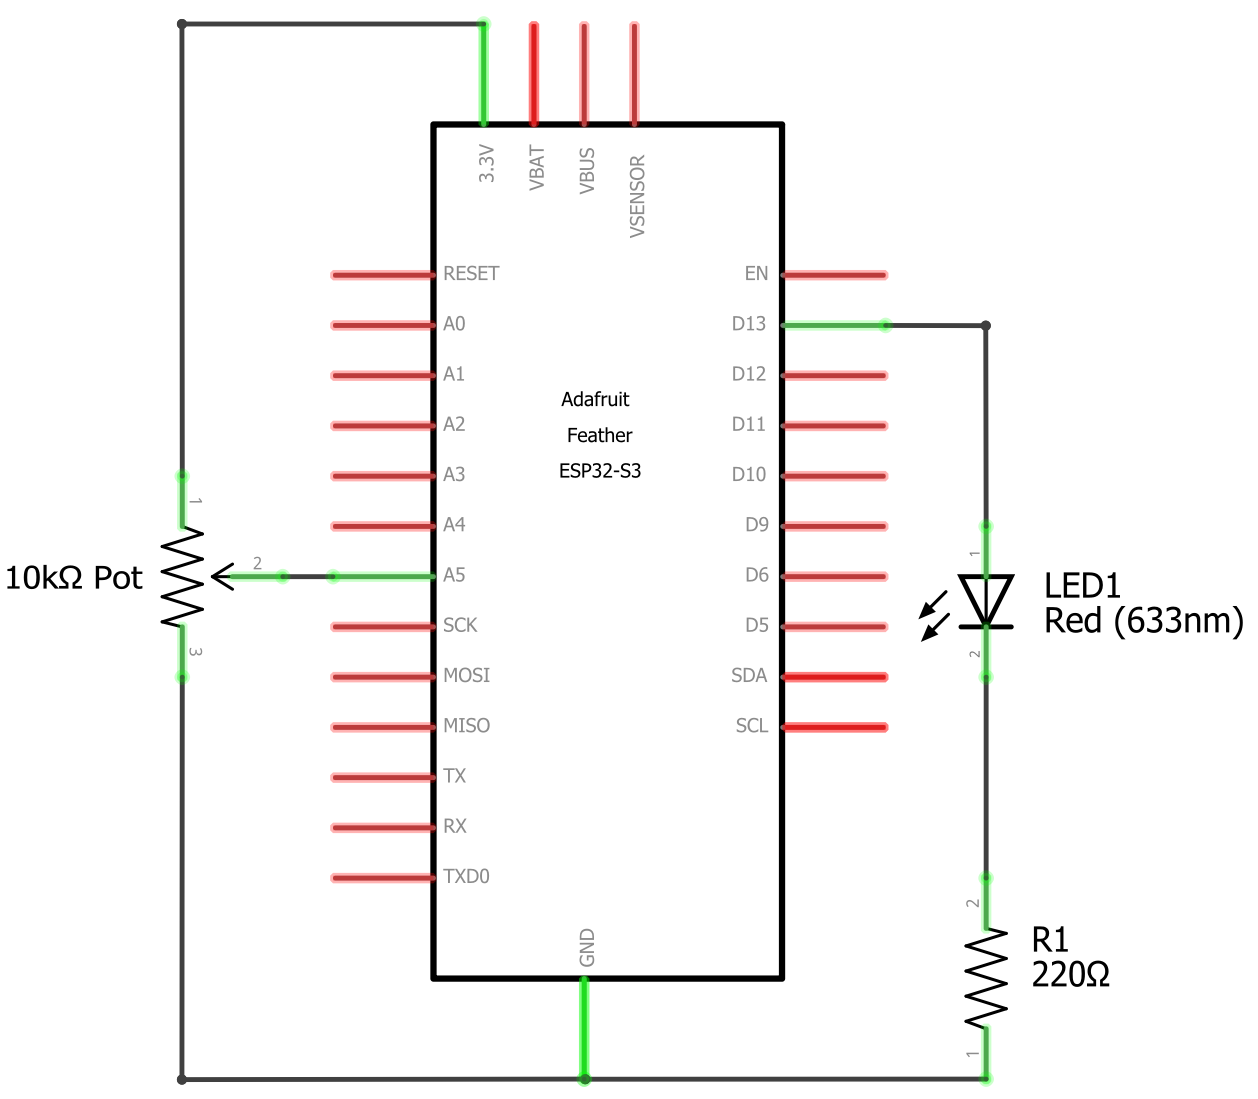 3.3V
VBAT
VBUS
VSENSOR
RESET
EN
A0
D13
A1
D12
Adafruit
A2
D11
Feather
A3
D10
ESP32-S3
A4
D9
1
1
10kΩ Pot
2
A5
D6
LED1
Red (633nm)
SCK
D5
3
2
MOSI
SDA
MISO
SCL
TX
RX
TXD0
2
GND
R1
220Ω
1